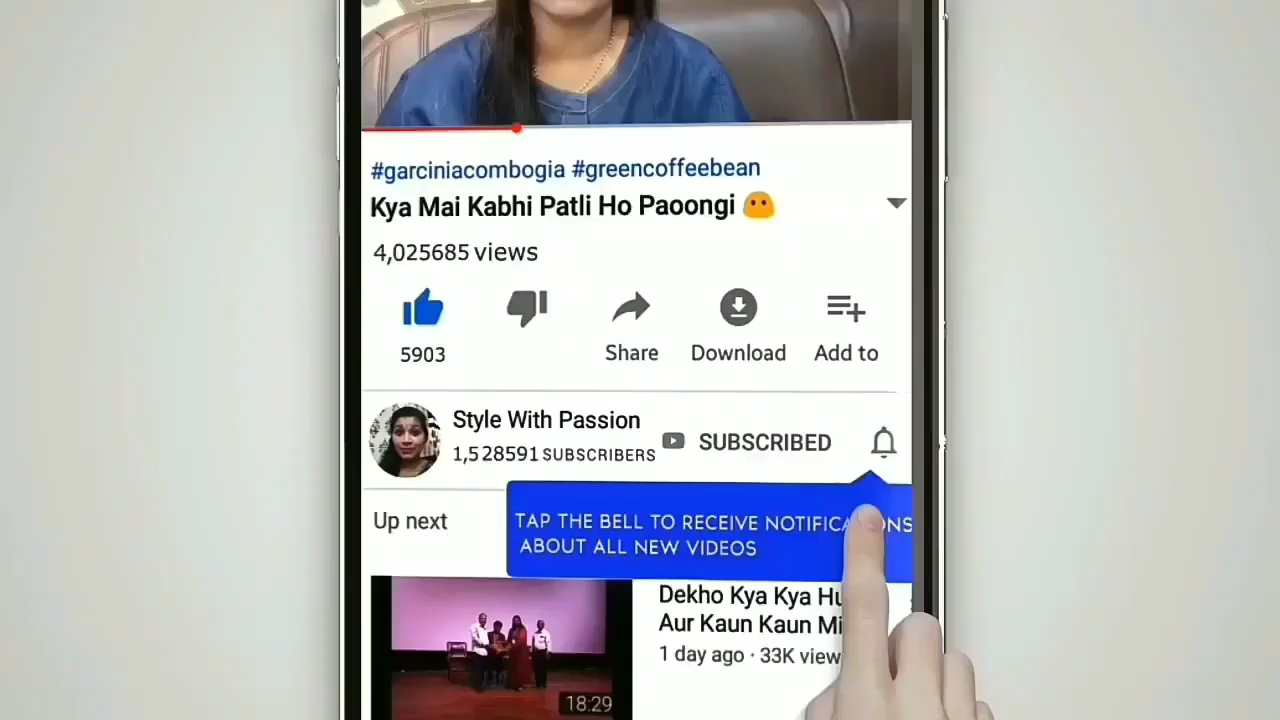 #garciniacombogia #greencoffeebean
Kya Mai Kabhi Patli Ho Paoongi
4,025685 views
5903
Share
Download
Add to
Style With Passion
1,528591 SUBSCRIBERS
SUBSCRIBED
TAP THE BELL TO RECEIVE
ABOUT ALL NEW VIDEOS
Up next
Dekho Kya Kya
Aur Kaun Kaun
1 day ago · 33K
18:29